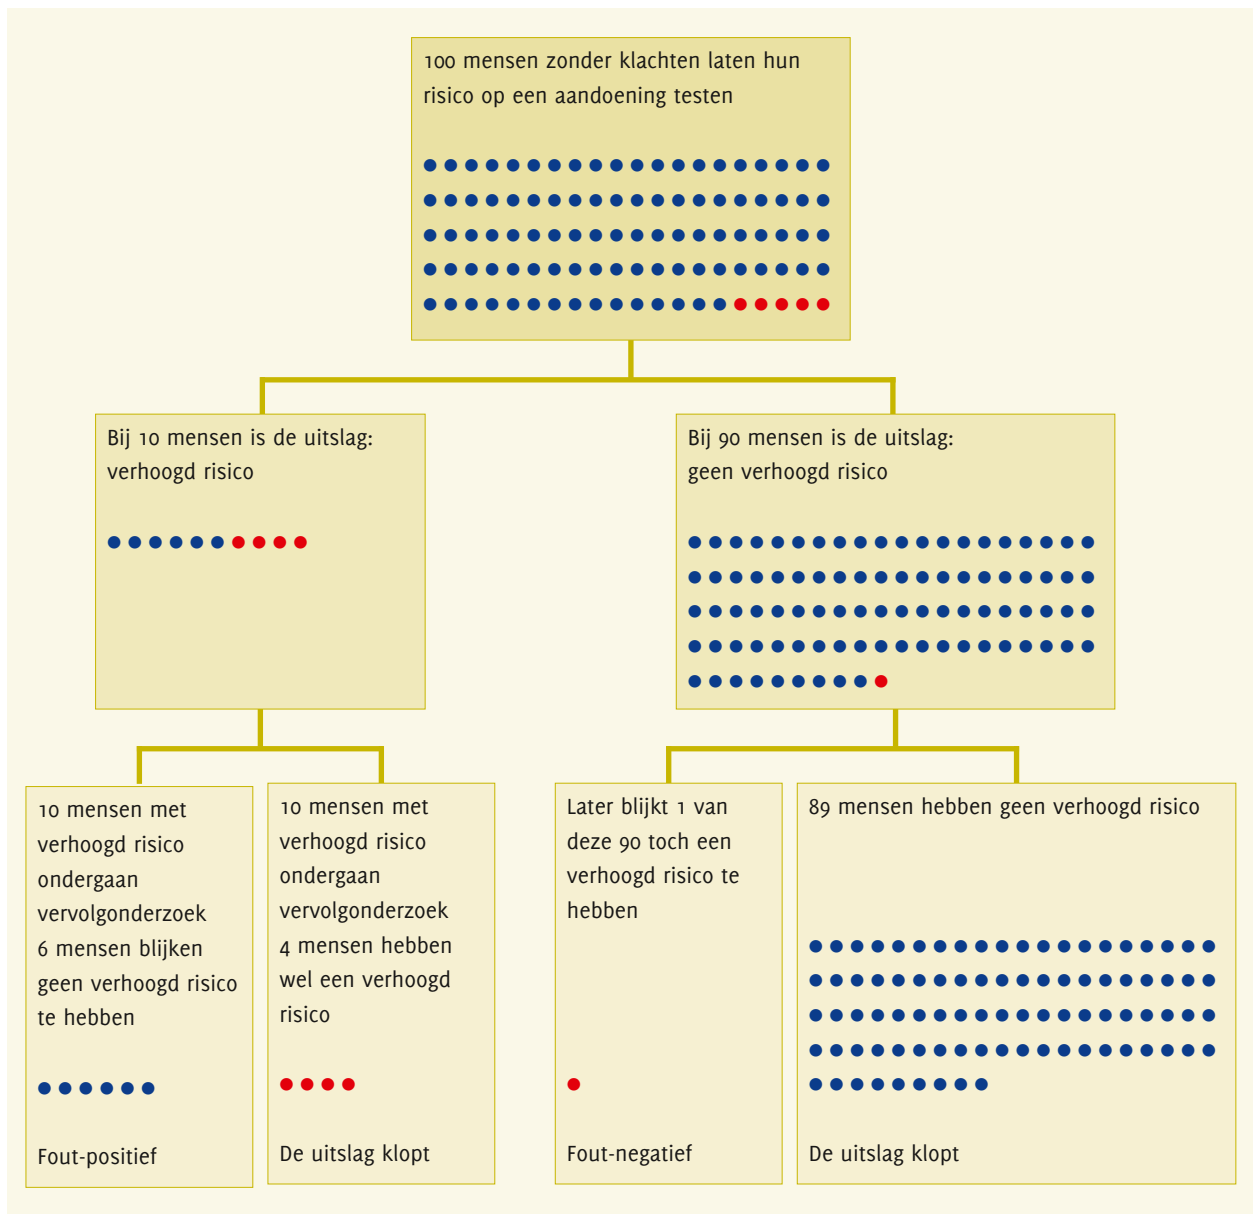 100 mensen zonder klachten laten hun
risico op een aandoening testen
Bij 10 mensen is de uitslag:
verhoogd risico
Bij 90 mensen is de uitslag:
geen verhoogd risico
10 mensen met
verhoogd risico
ondergaan
vervolgonderzoek
6 mensen blijken
geen verhoogd risico
te hebben
Fout-positief
10 mensen met
verhoogd risico
ondergaan
vervolgonderzoek
4 mensen hebben
wel een verhoogd
risico
De uitslag klopt
Later blijkt 1 van
deze 90 toch een
verhoogd risico te
hebben
Fout-negatief
89 mensen hebben geen verhoogd risico
De uitslag klopt